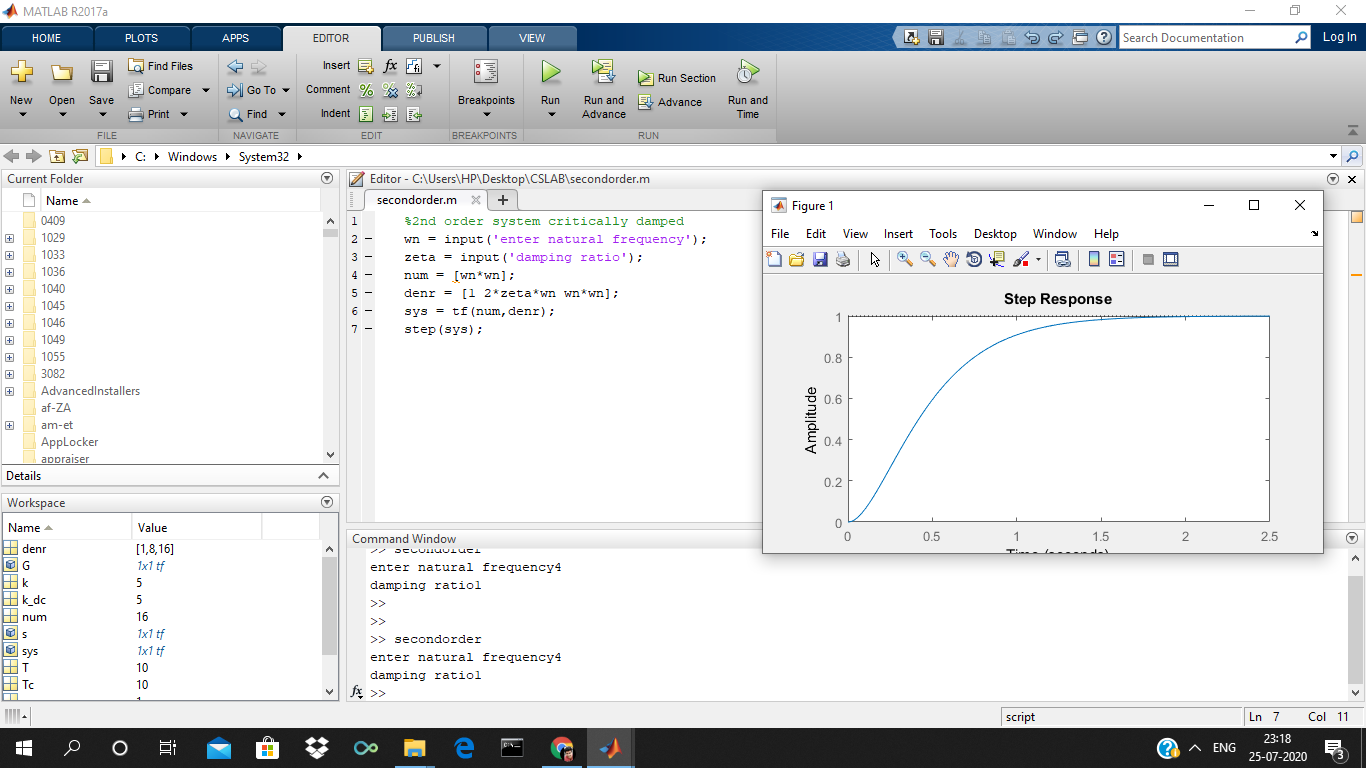 MATLAB R2017a
HOME PLOTS APPS EDITOR PUBLISH VIEW
Search Documentation
Log In
New
Open
Save
Find Files
Compare
Print
FILE
Go To
Find
NAVIGATE
Insert fx
Comment
Indent
EDIT
Breakpoints
BREAKPOINTS
Run
Run and Advance
Run Section
Advance
Run and Time
RUN
C: Windows System32
Current Folder
Name
0409
1029
1033
1036
1040
1045
1046
1049
1055
3082
AdvancedInstallers
af-ZA
am-et
AppLocker
appraiser
Details
Workspace
Name Value
denr [1,8,16]
G 1x1 tf
k 5
k_dc 5
num 16
s 1x1 tf
sys 1x1 tf
T 10
Tc 10
Editor - C:\Users\HP\Desktop\CSLAB\secondorder.m
secondorder.m
1 %2nd order system critically damped
2 wn = input('enter natural frequency');
3 zeta = input('damping ratio');
4 num = [wn*wn];
5 denr = [1 2*zeta*wn wn*wn];
6 sys = tf(num,denr);
7 step(sys);
Figure 1
File Edit View Insert Tools Desktop Window Help
Step Response
Amplitude
1
0.8
0.6
0.4
0.2
0
0 0.5 1 1.5 2 2.5
Time (seconds)
Command Window
>> secondorder
enter natural frequency4
damping ratio1
>>
>>
>> secondorder
enter natural frequency4
damping ratio1
fx >>
script
Ln 7 Col 11
ENG
23:18
25-07-2020
3